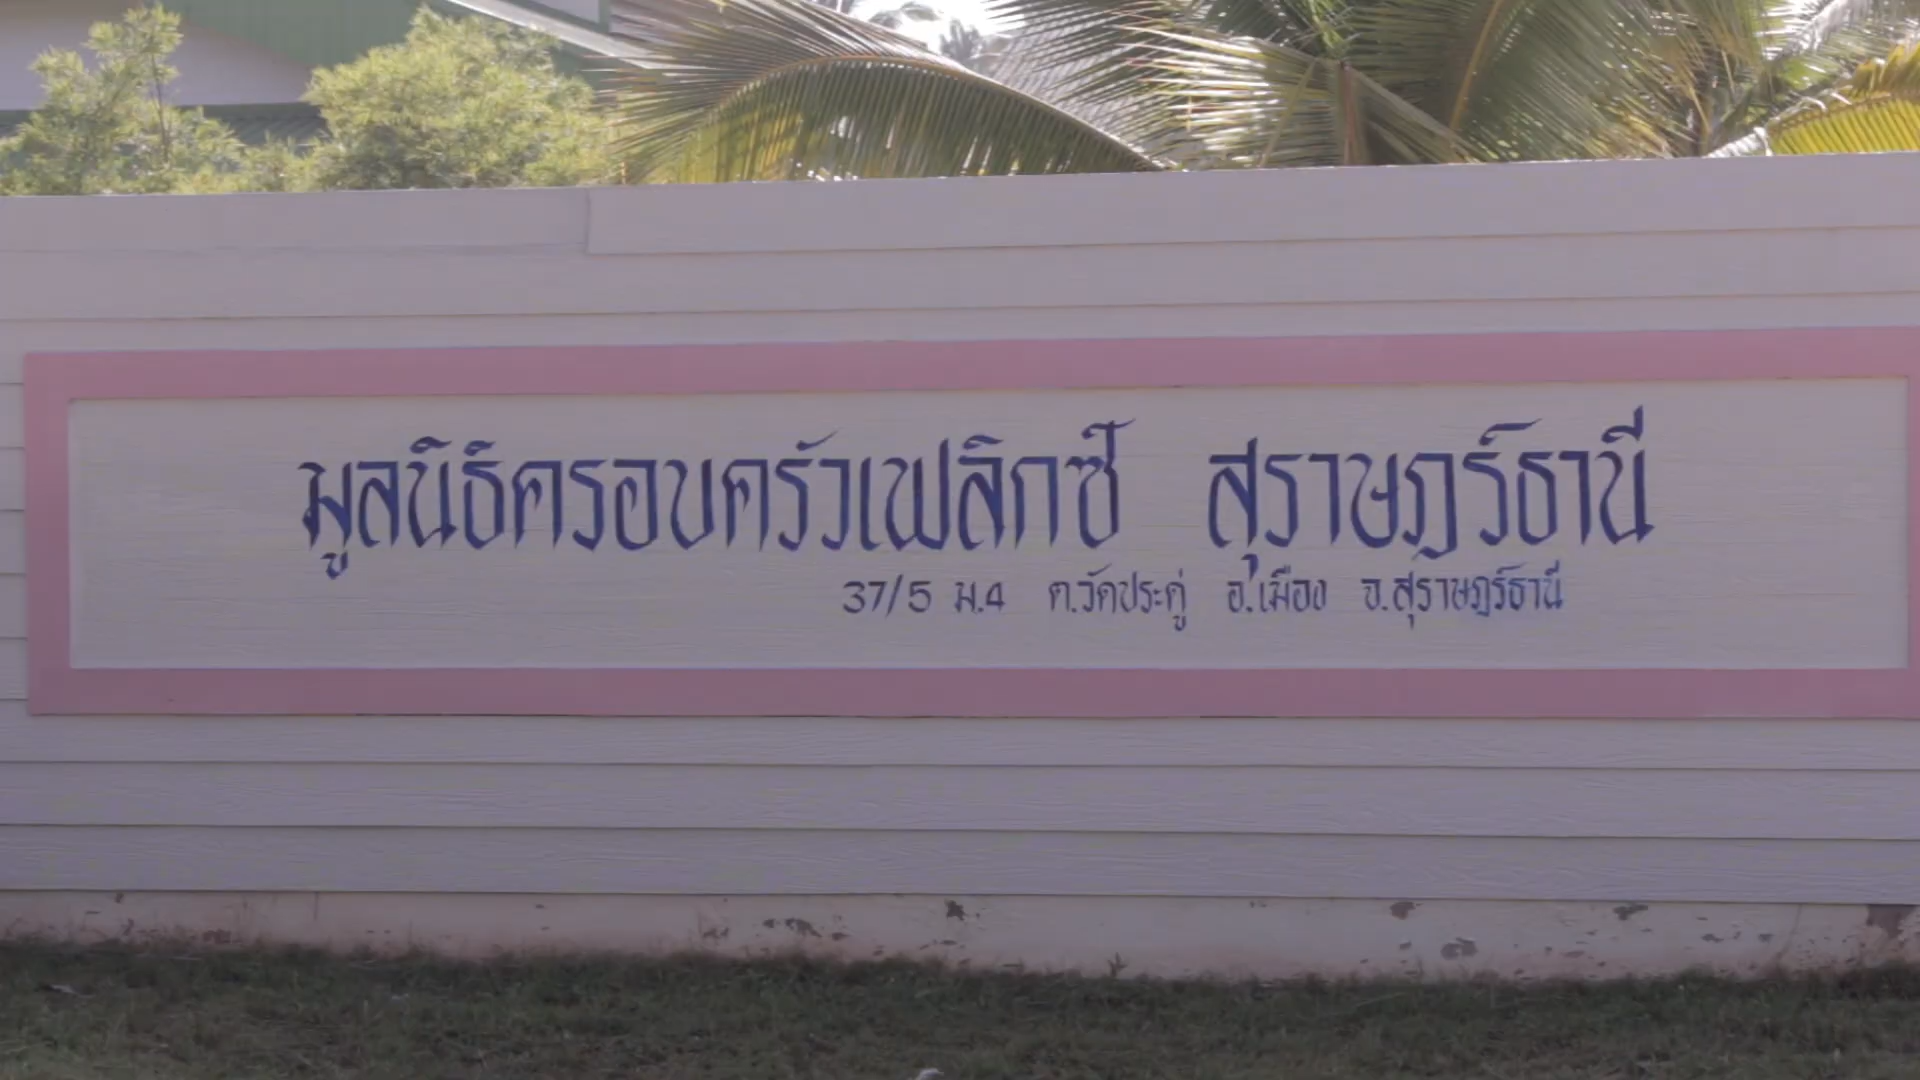 มูลนิธิครอบครัวเฟลิกซ์ สุราษฎร์ธานี
37/5 ม.4 ต.วัดประดู่ อ.เมือง จ.สุราษฎร์ธานี